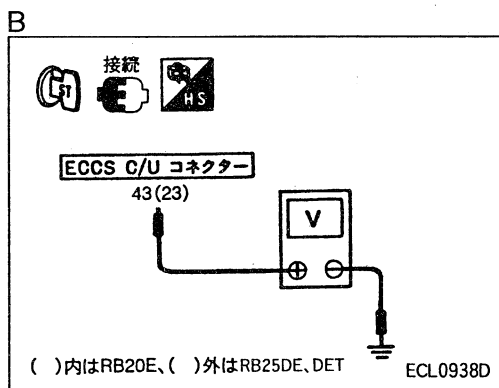 B
接続
ST
H S
ECCS C/U コネクター
43(23)
V
⊕ ⊖
( )内はRB20E、( )外はRB25DE、DET
ECL0938D